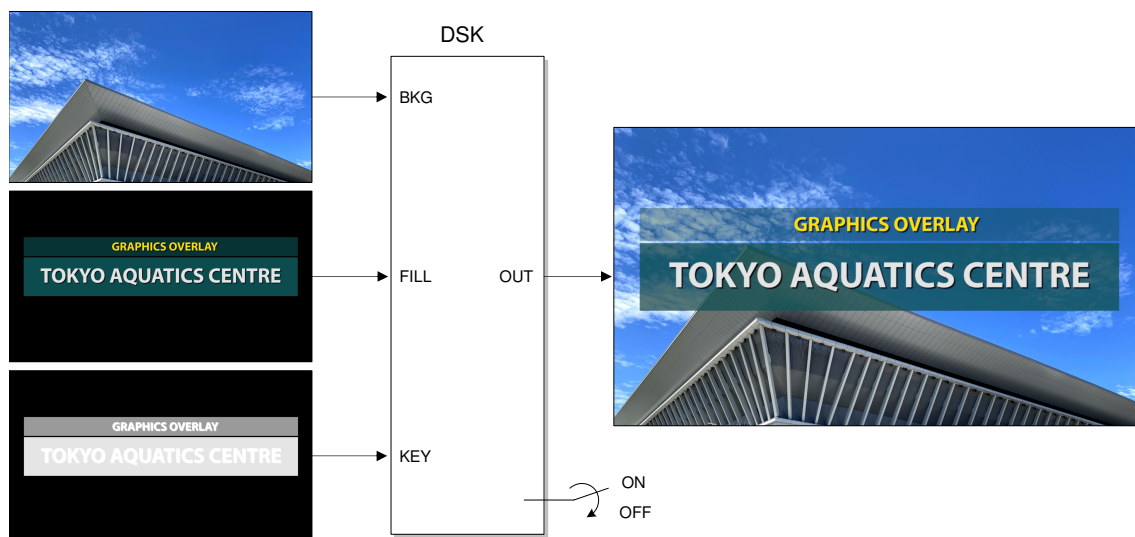 DSK
BKG
GRAPHICS OVERLAY
TOKYO AQUATICS CENTRE
FILL
OUT
GRAPHICS OVERLAY
TOKYO AQUATICS CENTRE
GRAPHICS OVERLAY
TOKYO AQUATICS CENTRE
KEY
ON
OFF